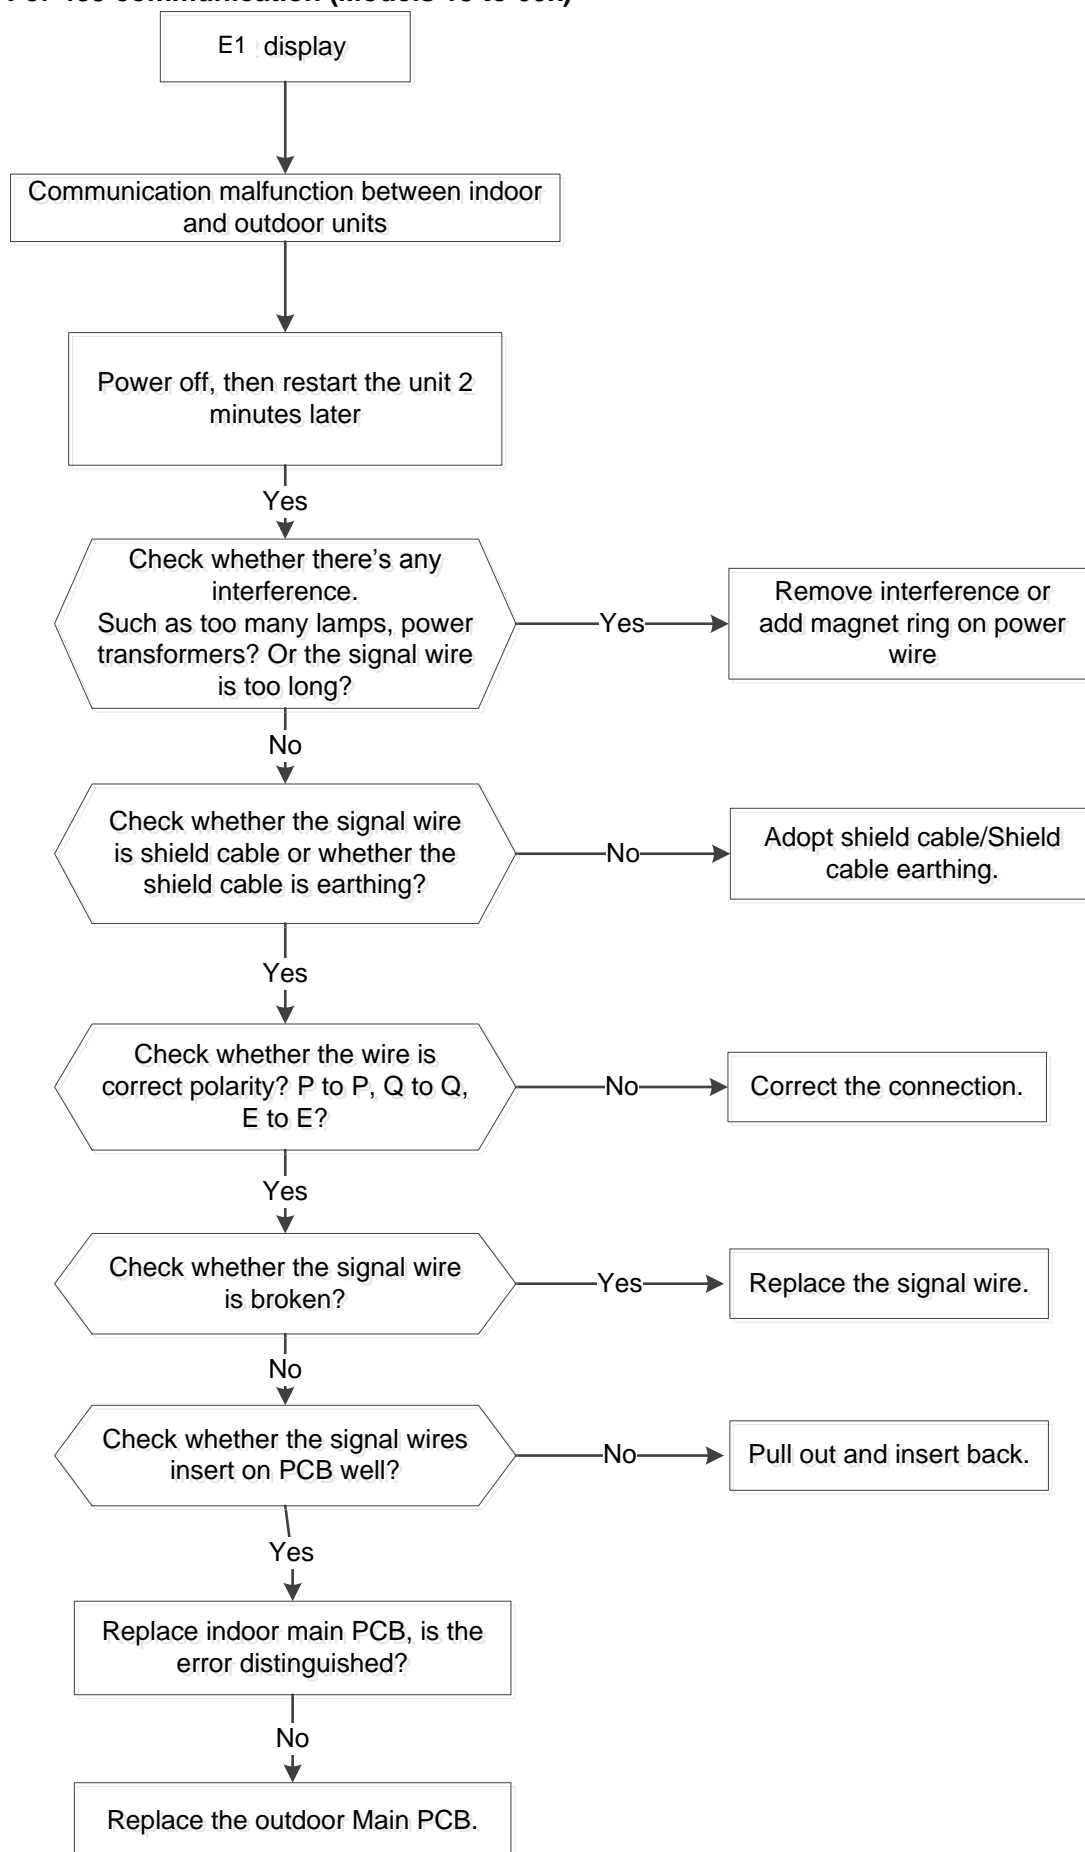 E1 display
Communication malfunction between indoor
and outdoor units
Power off, then restart the unit 2
minutes later
Yes
Check whether there's any
interference.
Such as too many lamps, power
transformers? Or the signal wire
is too long?
Yes
Remove interference or
add magnet ring on power
wire
No
Check whether the signal wire
is shield cable or whether the
shield cable is earthing?
No
Adopt shield cable/Shield
cable earthing.
Yes
Check whether the wire is
correct polarity? P to P, Q to Q,
E to E?
No
Correct the connection.
Yes
Check whether the signal wire
is broken?
Yes
Replace the signal wire.
No
Check whether the signal wires
insert on PCB well?
No
Pull out and insert back.
Yes
Replace indoor main PCB, is the
error distinguished?
No
Replace the outdoor Main PCB.